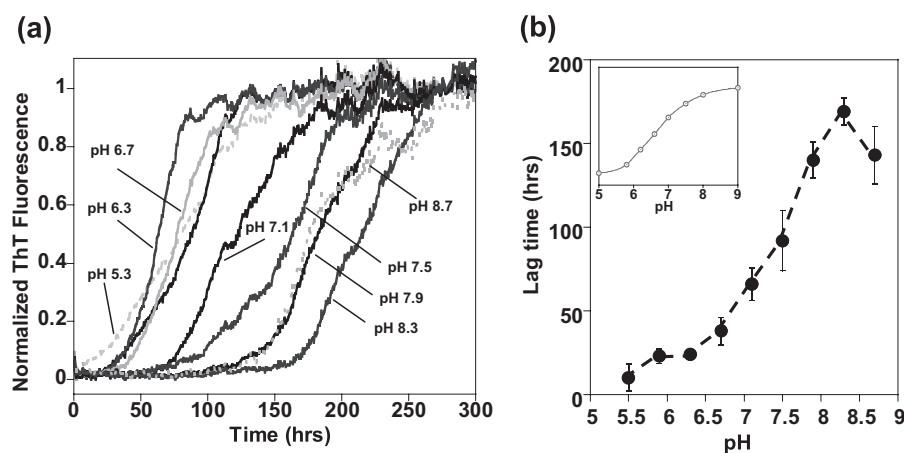 (a)
Normalized ThT Fluorescence
1
0.8
0.6
0.4
0.2
0
pH 6.7
pH 6.3
pH 5.3
pH 7.1
pH 8.7
pH 7.5
pH 7.9
pH 8.3
0 50 100 150 200 250 300
Time (hrs)
(b)
Lag time (hrs)
200
150
100
50
0
5 6 7 8 9
pH
5 5.5 6 6.5 7 7.5 8 8.5 9
pH